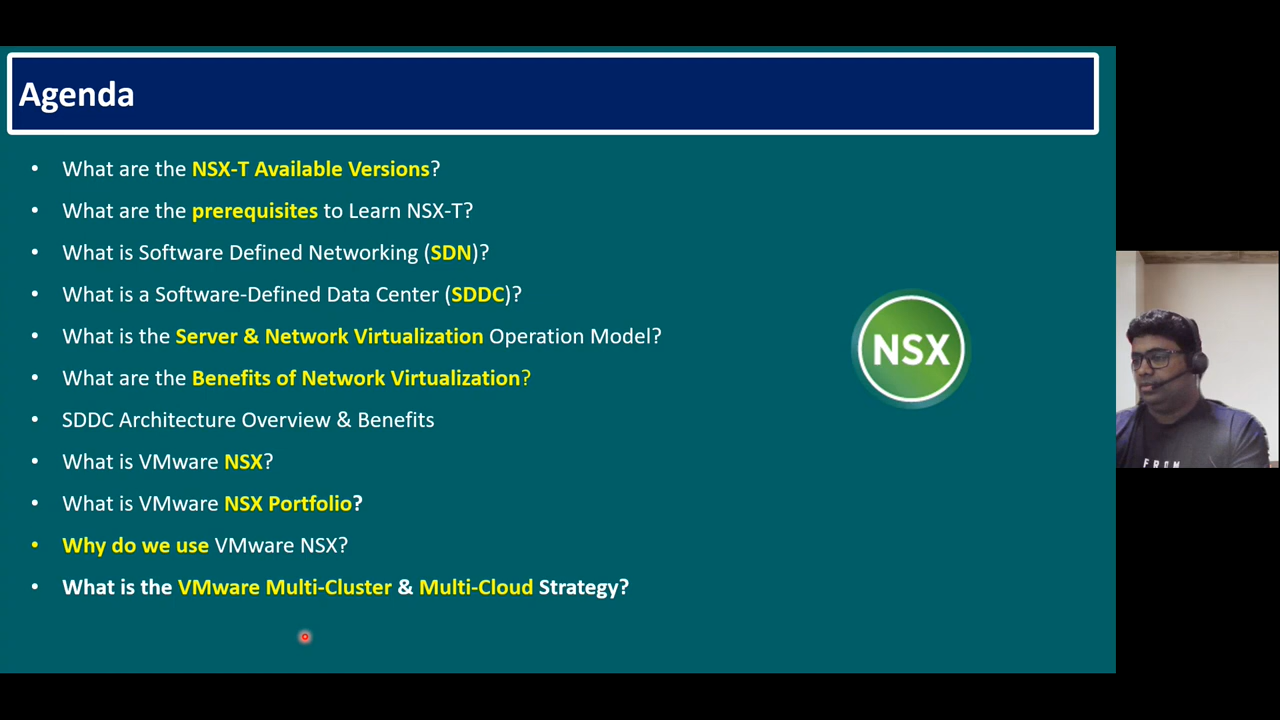 Agenda
• What are the NSX-T Available Versions?
• What are the prerequisites to Learn NSX-T?
• What is Software Defined Networking (SDN)?
• What is a Software-Defined Data Center (SDDC)?
• What is the Server & Network Virtualization Operation Model?
• What are the Benefits of Network Virtualization?
• SDDC Architecture Overview & Benefits
• What is VMware NSX?
• What is VMware NSX Portfolio?
• Why do we use VMware NSX?
• What is the VMware Multi-Cluster & Multi-Cloud Strategy?
NSX
FROM